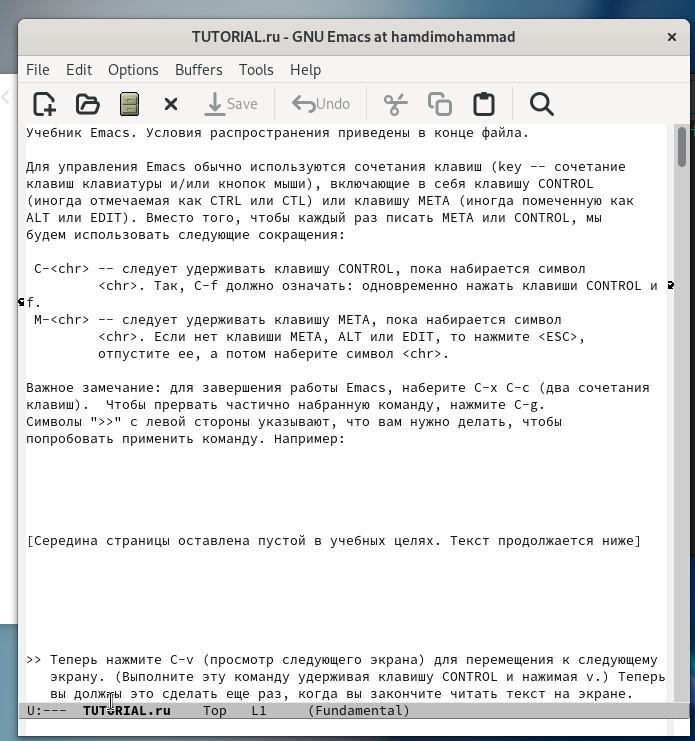 TUTORIAL.ru - GNU Emacs at hamdimohammad
File Edit Options Buffers Tools Help
Save Undo
Учебник Emacs. Условия распространения приведены в конце файла.
Для управления Emacs обычно используются сочетания клавиш (key -- сочетание
клавиш клавиатуры и/или кнопок мыши), включающие в себя клавишу CONTROL
(иногда отмечаемая как CTRL или CTL) или клавишу META (иногда помеченную как
ALT или EDIT). Вместо того, чтобы каждый раз писать META или CONTROL, мы
будем использовать следующие сокращения:
C-<chr> -- следует удерживать клавишу CONTROL, пока набирается символ
<chr>. Так, C-f должно означать: одновременно нажать клавиши CONTROL и
f.
M-<chr> -- следует удерживать клавишу META, пока набирается символ
<chr>. Если нет клавиши META, ALT или EDIT, то нажмите <ESC>,
отпустите ее, а потом наберите символ <chr>.
Важное замечание: для завершения работы Emacs, наберите C-x C-c (два сочетания
клавиш).  Чтобы прервать частично набранную команду, нажмите C-g.
Символы ">>" с левой стороны указывают, что вам нужно делать, чтобы
попробовать применить команду. Например:
[Середина страницы оставлена пустой в учебных целях. Текст продолжается ниже]
>> Теперь нажмите C-v (просмотр следующего экрана) для перемещения к следующему
экрану. (Выполните эту команду удерживая клавишу CONTROL и нажимая v.) Теперь
вы должны это сделать еще раз, когда вы закончите читать текст на экране.
U:--- TUTORIAL.ru Top L1 (Fundamental)